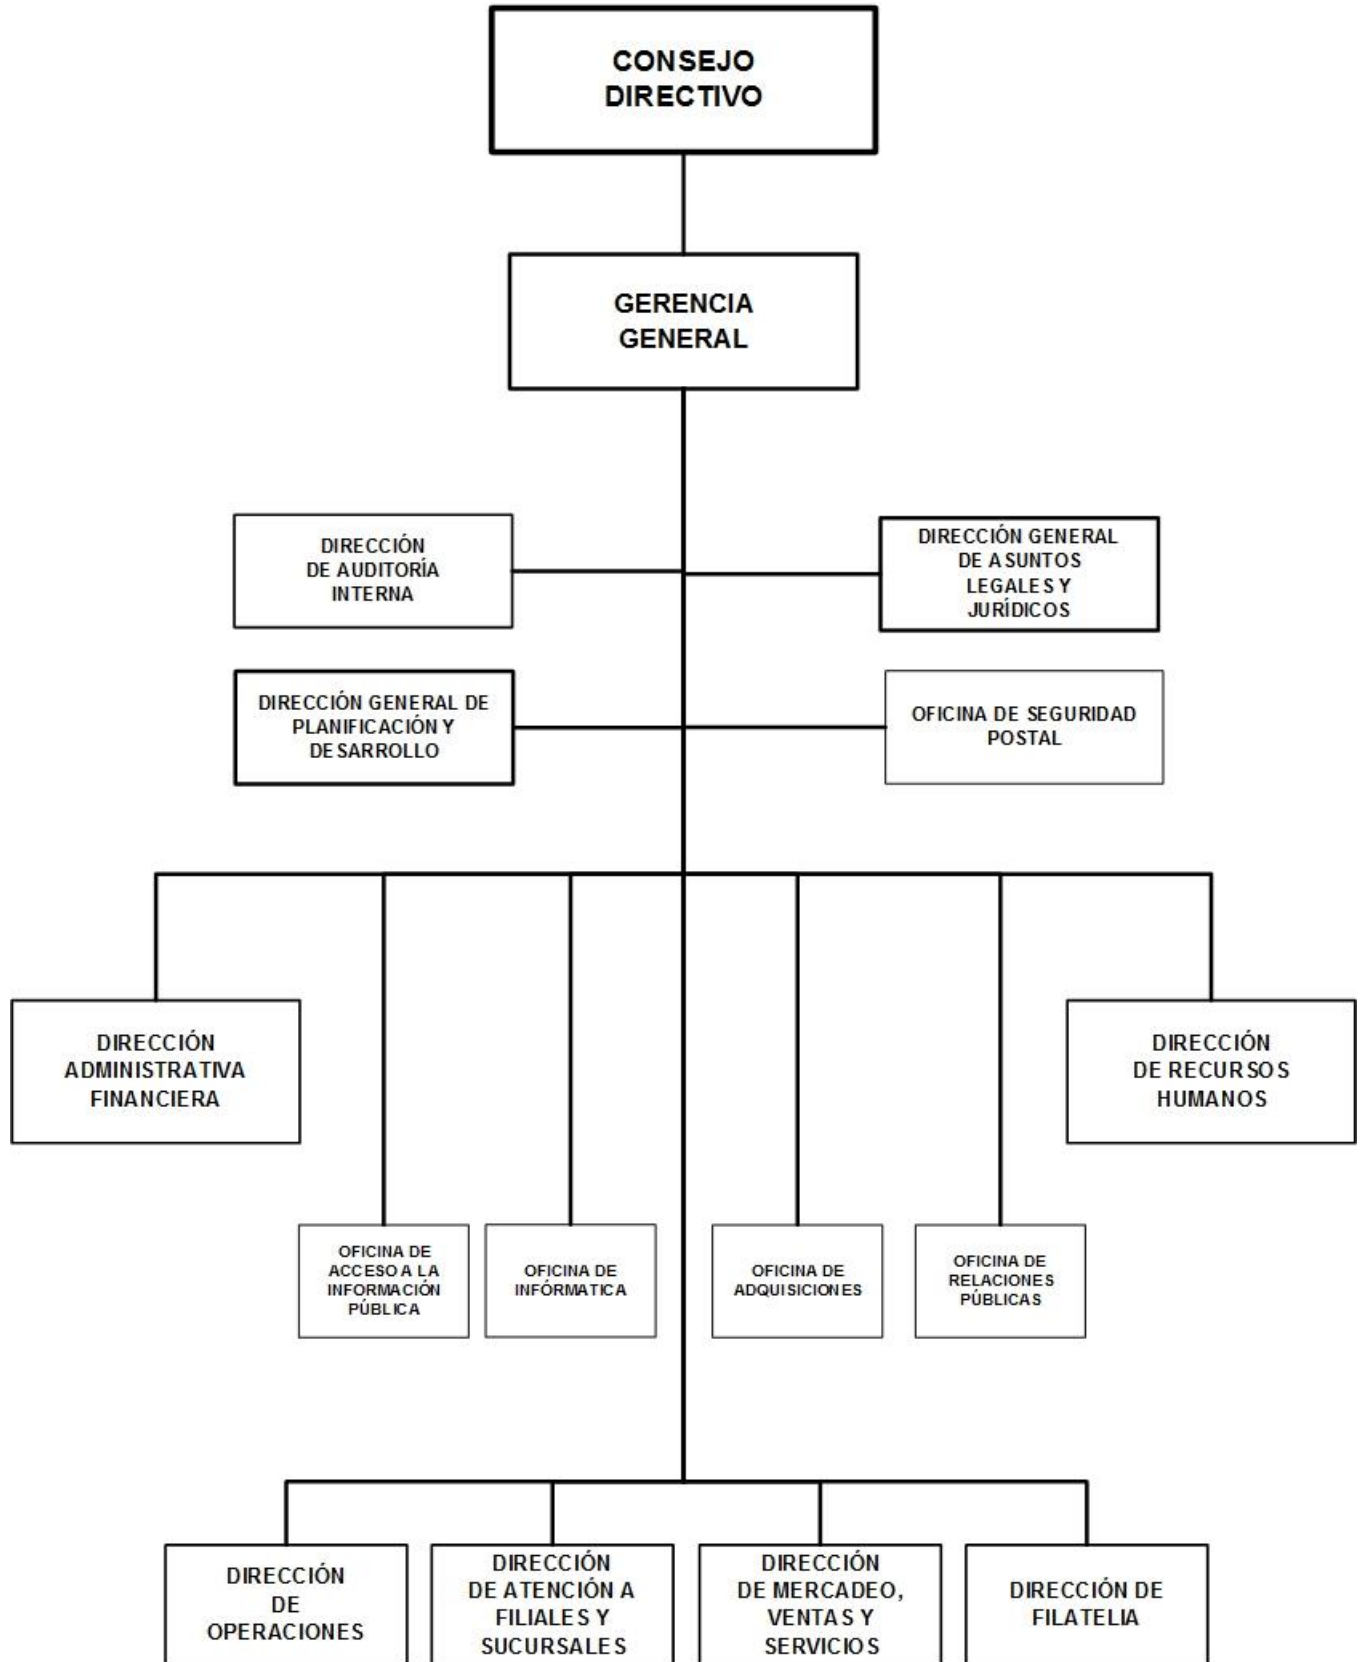 CONSEJO
DIRECTIVO
GERENCIA
GENERAL
DIRECCIÓN
DE AUDITORÍA
INTERNA
DIRECCIÓN GENERAL
DE ASUNTOS
LEGALES Y
JURÍDICOS
DIRECCIÓN GENERAL DE
PLANIFICACIÓN Y
DESARROLLO
OFICINA DE SEGURIDAD
POSTAL
DIRECCIÓN
ADMINISTRATIVA
FINANCIERA
DIRECCIÓN
DE RECURSOS
HUMANOS
OFICINA DE
ACCESO A LA
INFORMACIÓN
PÚBLICA
OFICINA DE
INFÓRMATICA
OFICINA DE
ADQUISICIONES
OFICINA DE
RELACIONES
PÚBLICAS
DIRECCIÓN
DE
OPERACIONES
DIRECCIÓN
DE ATENCIÓN A
FILIALES Y
SUCURSALES
DIRECCIÓN
DE MERCADEO,
VENTAS Y
SERVICIOS
DIRECCIÓN DE
FILATELIA